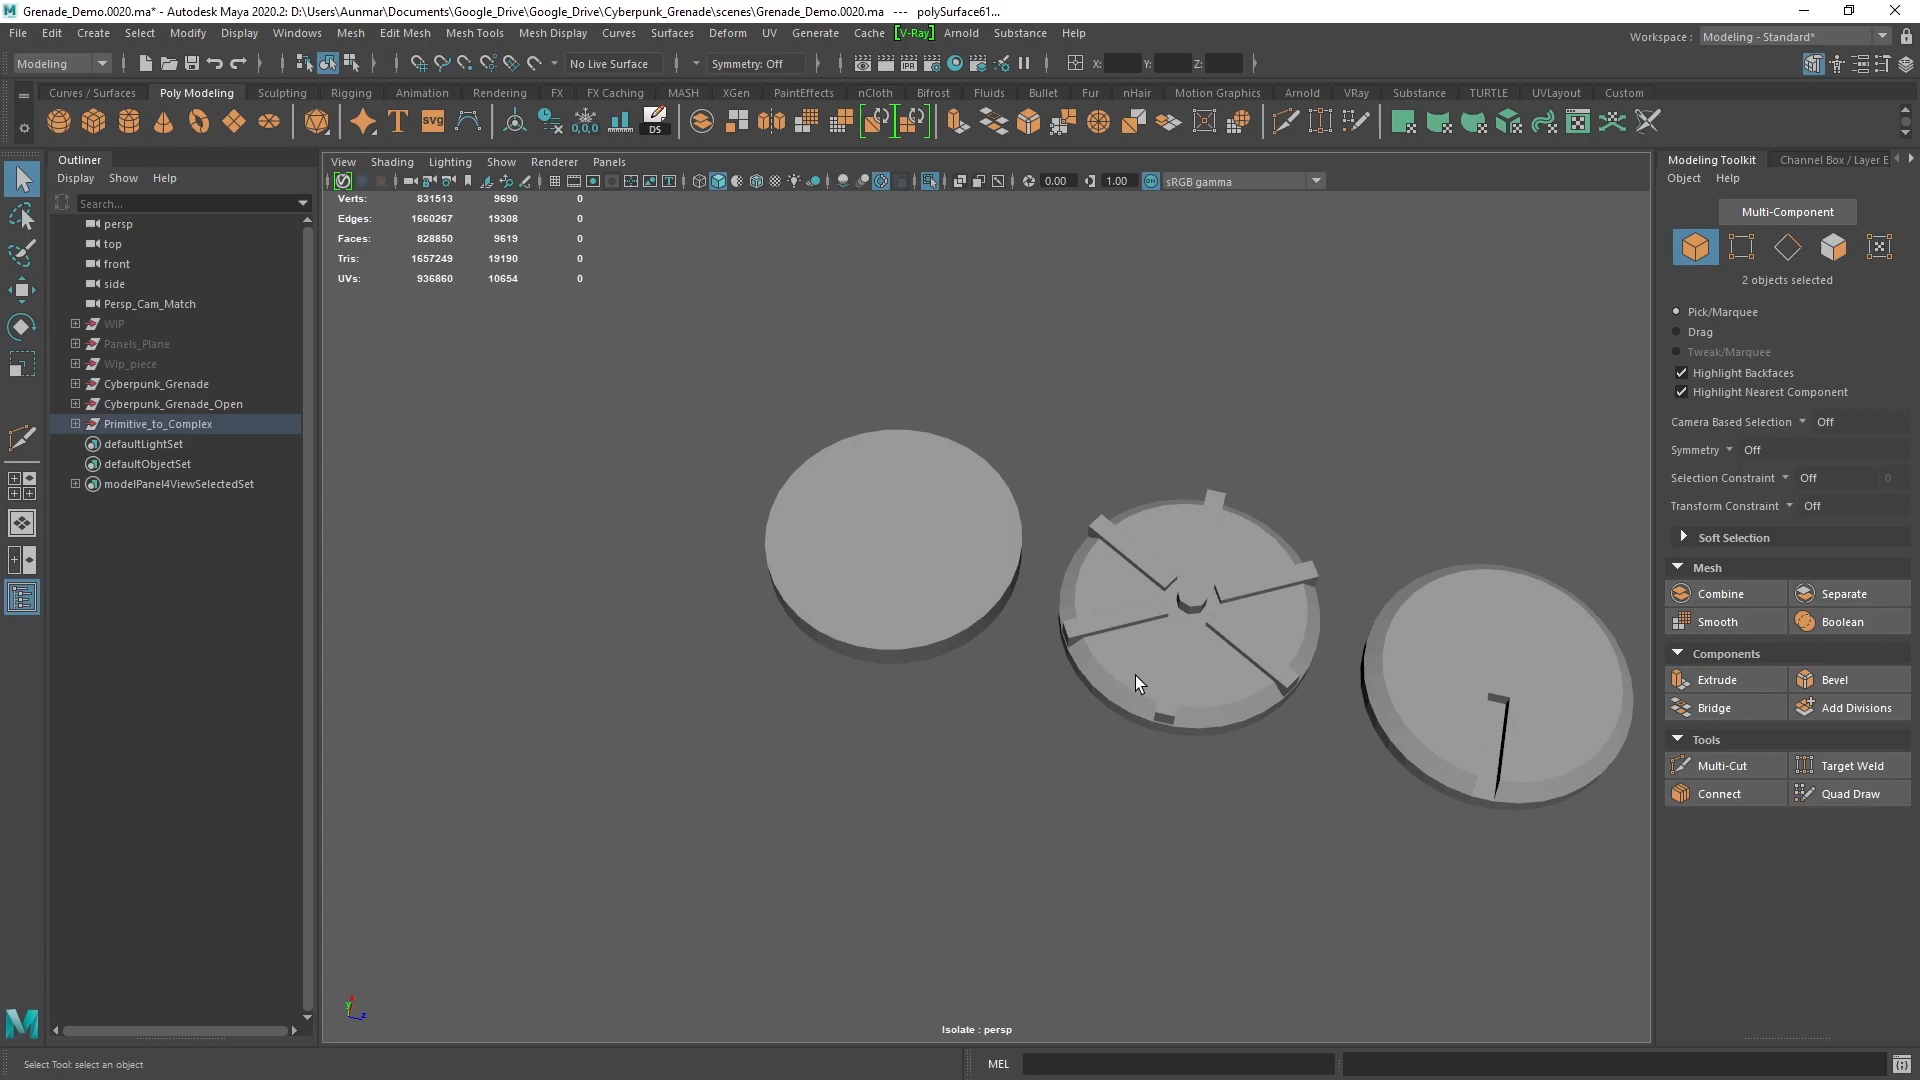 Grenade_Demo.0020.ma* - Autodesk Maya 2020.2: D:\Users\Aunmar\Documents\Google_Drive\Google_Drive\Cyberpunk_Grenade\scenes\Grenade_Demo.0020.ma   ---   polySurface61...
File Edit Create Select Modify Display Windows Mesh Edit Mesh Mesh Tools Mesh Display Curves Surfaces Deform UV Generate Cache [V-Ray] Arnold Substance Help
Workspace : Modeling - Standard*
Modeling
No Live Surface
Symmetry: Off
IPR
X: Y: Z:
Curves / Surfaces Poly Modeling Sculpting Rigging Animation Rendering FX FX Caching MASH XGen PaintEffects nCloth Bifrost Fluids Bullet Fur nHair Motion Graphics Arnold VRay Substance TURTLE UVLayout Custom
T SVG 0,0,0 DS
Outliner
Display Show Help
Search...
persp
top
front
side
Persp_Cam_Match
WIP
Panels_Plane
Wip_piece
Cyberpunk_Grenade
Cyberpunk_Grenade_Open
Primitive_to_Complex
defaultLightSet
defaultObjectSet
modelPanel4ViewSelectedSet
View Shading Lighting Show Renderer Panels
0.00 1.00 ON sRGB gamma
Verts: 831513 9690 0
Edges: 1660267 19308 0
Faces: 828850 9619 0
Tris: 1657249 19190 0
UVs: 936860 10654 0
Isolate : persp
Modeling Toolkit Channel Box / Layer E
Object Help
Multi-Component
2 objects selected
Pick/Marquee
Drag
Tweak/Marquee
Highlight Backfaces
Highlight Nearest Component
Camera Based Selection Off
Symmetry Off
Selection Constraint Off 0
Transform Constraint Off
Soft Selection
Mesh
Combine Separate
Smooth Boolean
Components
Extrude Bevel
Bridge Add Divisions
Tools
Multi-Cut Target Weld
Connect Quad Draw
Select Tool: select an object
MEL